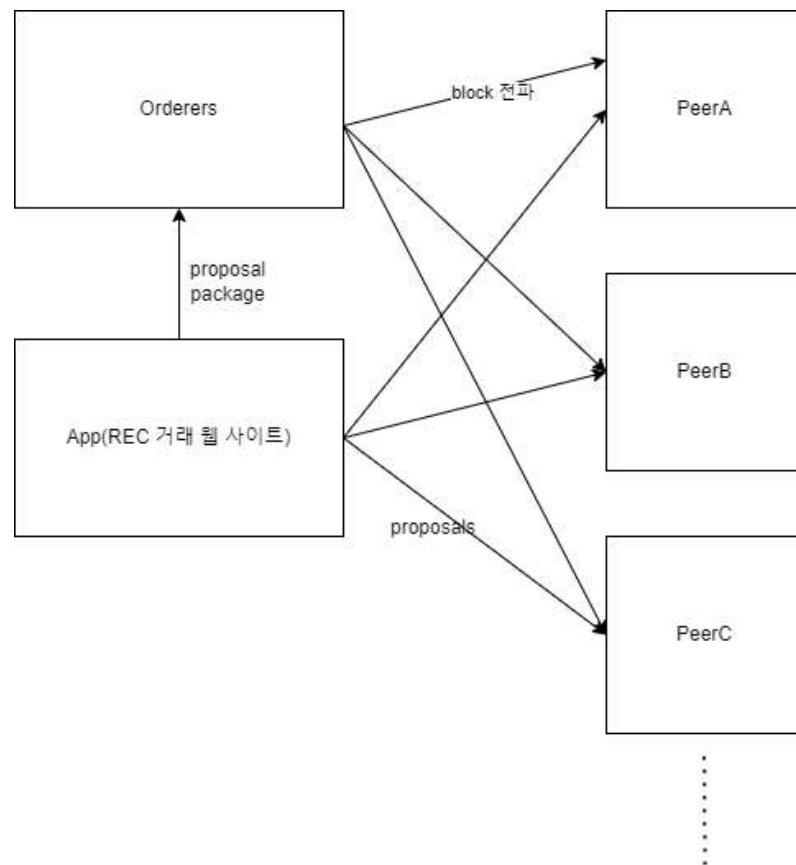 Orderers
block 전파
PeerA
proposal
package
App(REC 거래 웹 사이트)
PeerB
proposals
PeerC